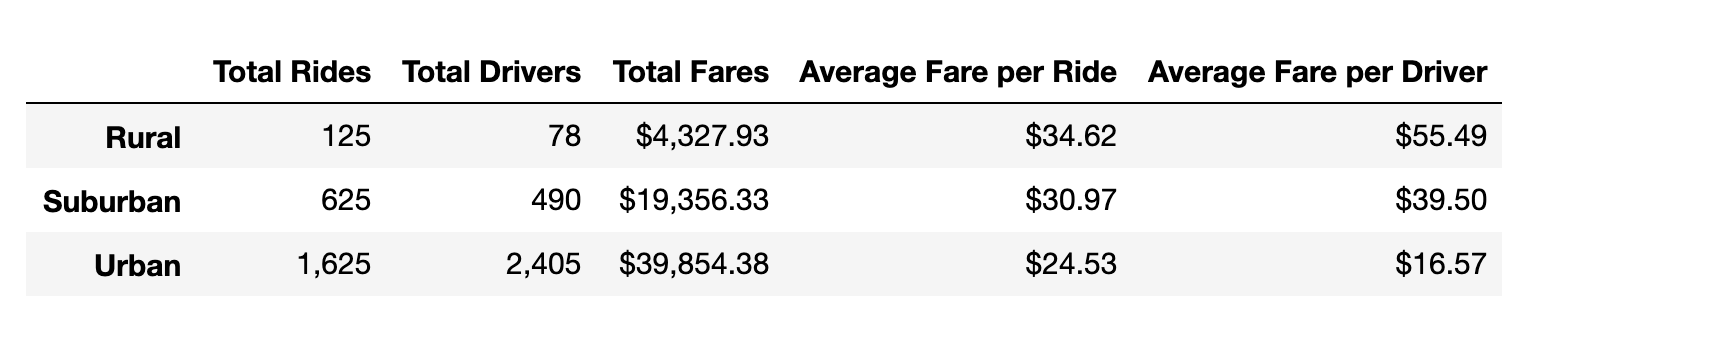 Total Rides Total Drivers Total Fares Average Fare per Ride Average Fare per Driver
Rural 125 78 $4,327.93 $34.62 $55.49
Suburban 625 490 $19,356.33 $30.97 $39.50
Urban 1,625 2,405 $39,854.38 $24.53 $16.57